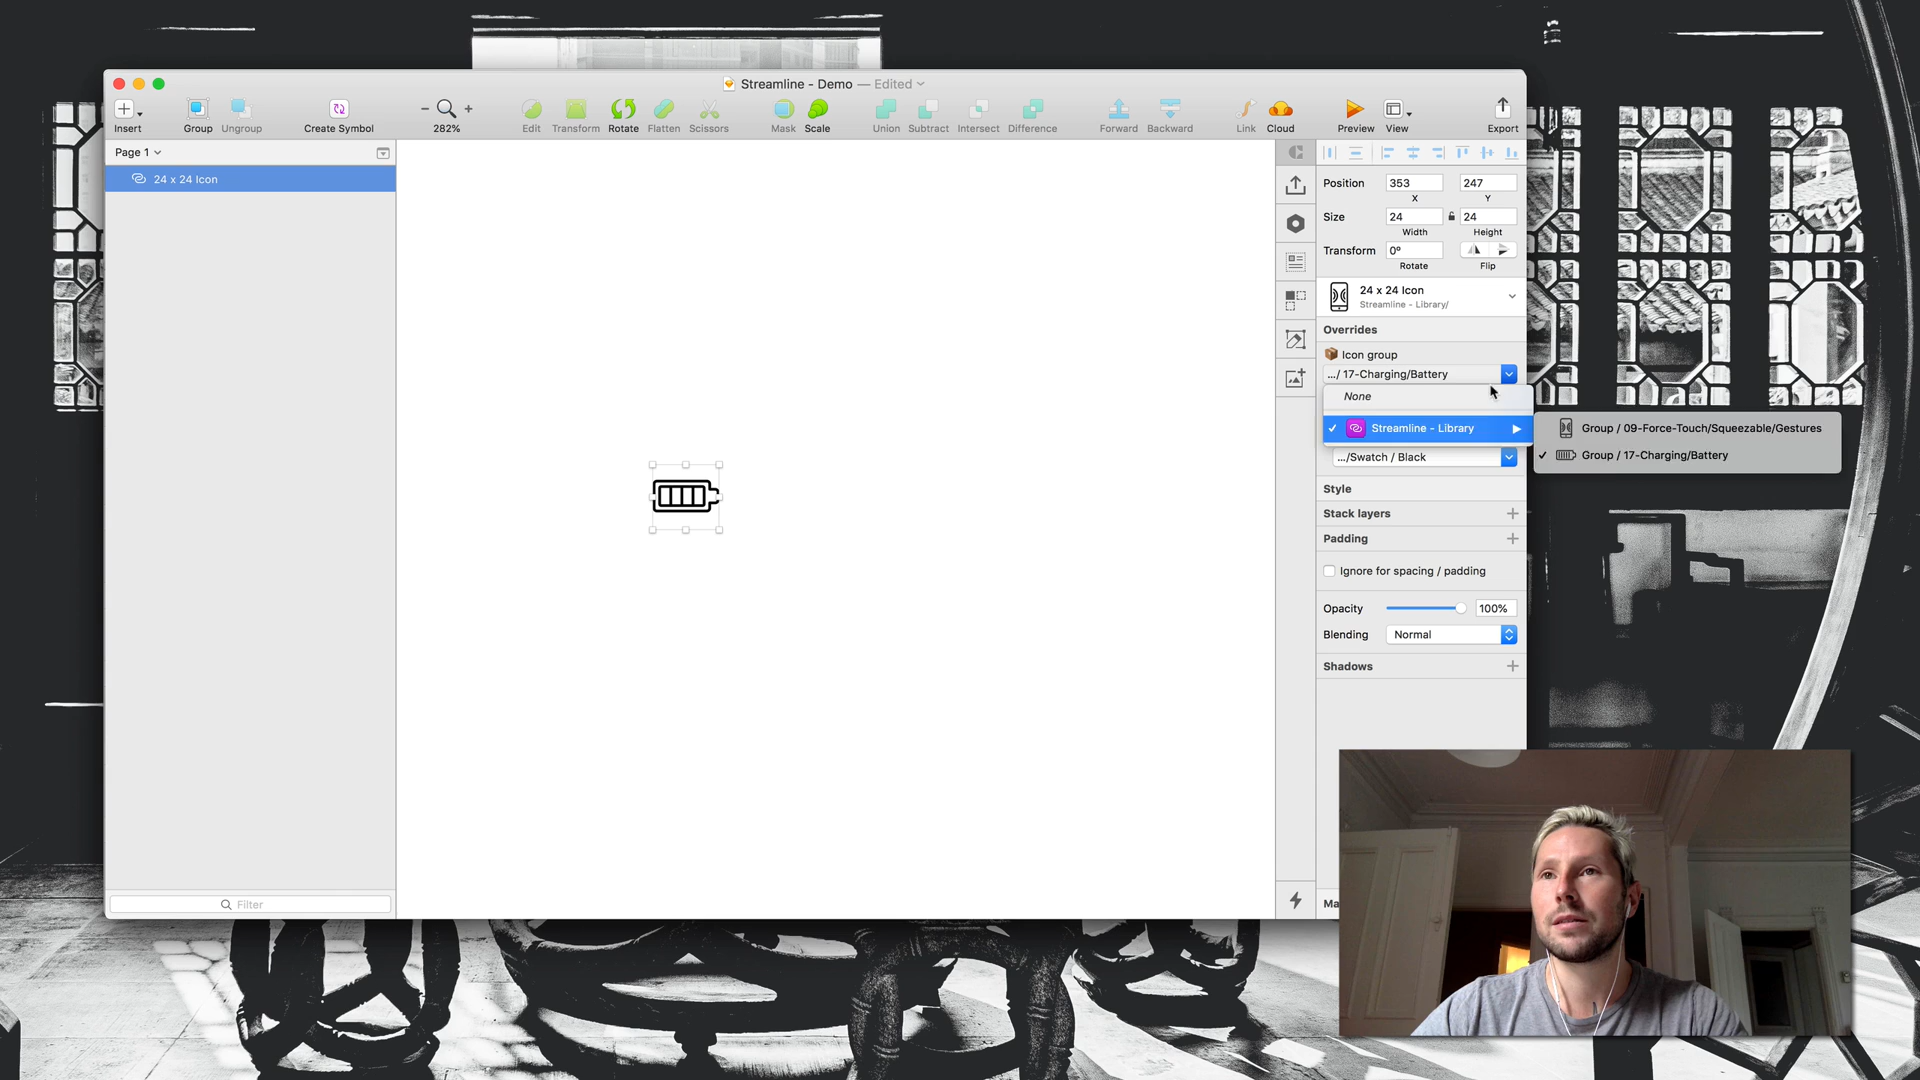 Streamline - Demo — Edited
Insert
Group
Ungroup
Create Symbol
282%
Edit
Transform
Rotate
Flatten
Scissors
Mask
Scale
Union
Subtract
Intersect
Difference
Forward
Backward
Link
Cloud
Preview
View
Export
Page 1
24 x 24 Icon
Filter
Position
353
247
X
Y
Size
24
24
Width
Height
Transform
0º
Rotate
Flip
24 x 24 Icon
Streamline - Library/
Overrides
Icon group
.../ 17-Charging/Battery
None
Streamline - Library
Group / 09-Force-Touch/Squeezable/Gestures
Group / 17-Charging/Battery
.../Swatch / Black
Style
Stack layers
Padding
Ignore for spacing / padding
Opacity
100%
Blending
Normal
Shadows
Ma